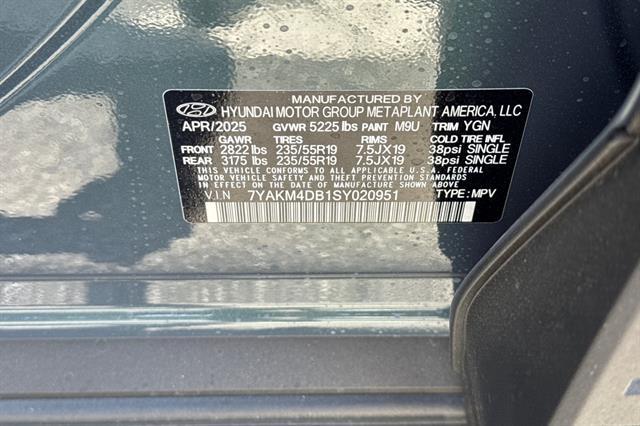 MANUFACTURED BY
HYUNDAI MOTOR GROUP METAPLANT AMERICA, LLC
APR/2025 GVWR 5225 lbs PAINT M9U TRIM YGN
GAWR TIRES RIMS COLD TIRE INFL
FRONT 2822 lbs 235/55R19 7.5JX19 38psi SINGLE
REAR 3175 lbs 235/55R19 7.5JX19 38psi SINGLE
THIS VEHICLE CONFORMS TO ALL APPLICABLE U.S.A. FEDERAL
MOTOR VEHICLE SAFETY AND THEFT PREVENTION STANDARDS
IN EFFECT ON THE DATE OF MANUFACTURE SHOWN ABOVE.
V.I.N 7YAKM4DB1SY020951 TYPE: MPV